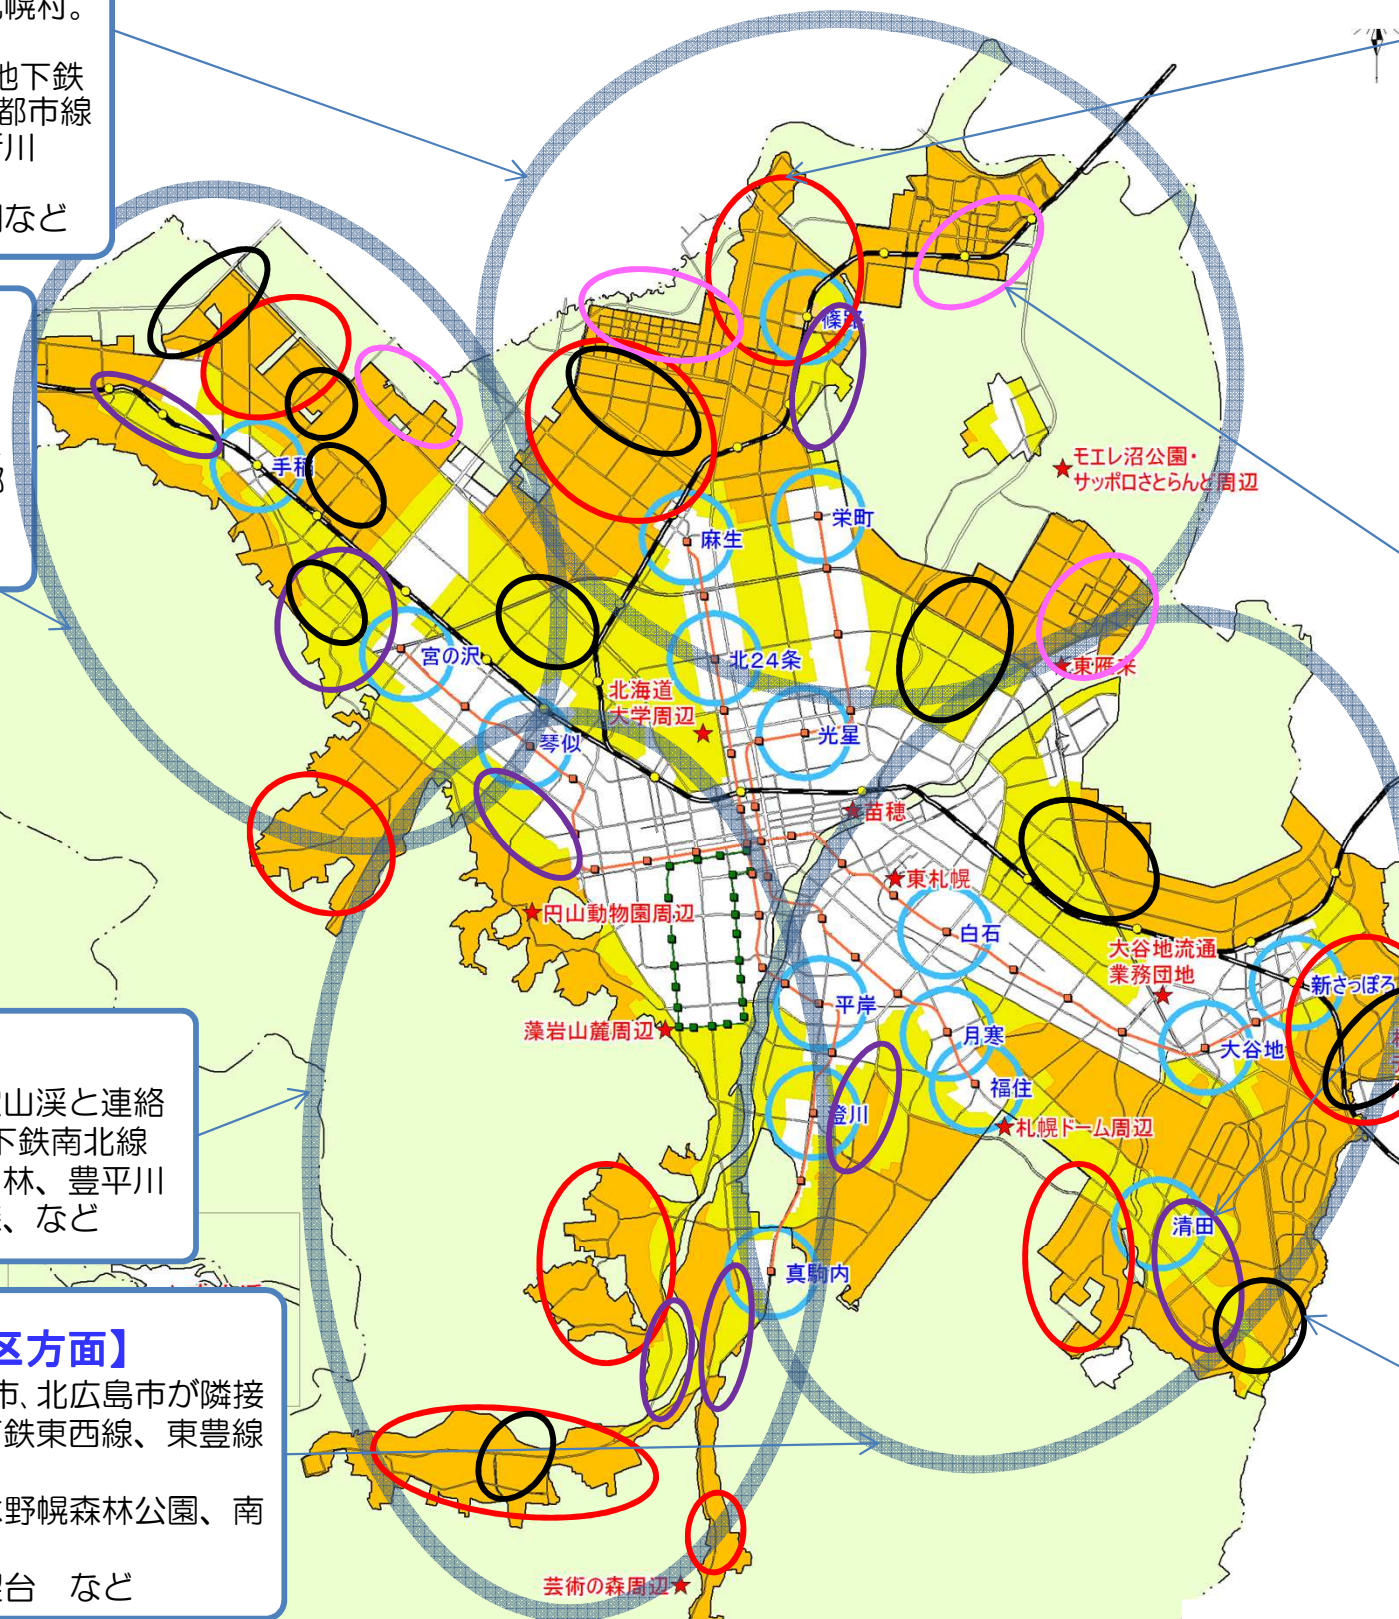 幌村。
地下鉄
都市線
川
など
郎
山渓と連絡
下鉄南北線
林、豊平川
、など
区方面】
市、北広島市が隣接
鉄東西線、東豊線
野幌森林公園、南
台　など
篠路
モエレ沼公園・
サッポロさとらんと周辺
手稲
麻生
栄町
宮の沢
北24条
東雁来
北海道
大学周辺
琴似
光星
苗穂
東札幌
円山動物園周辺
白石
大谷地流通
業務団地
新さっぽろ
平岸
藻岩山麓周辺
月寒
大谷地
福住
澄川
札幌ドーム周辺
清田
真駒内
芸術の森周辺